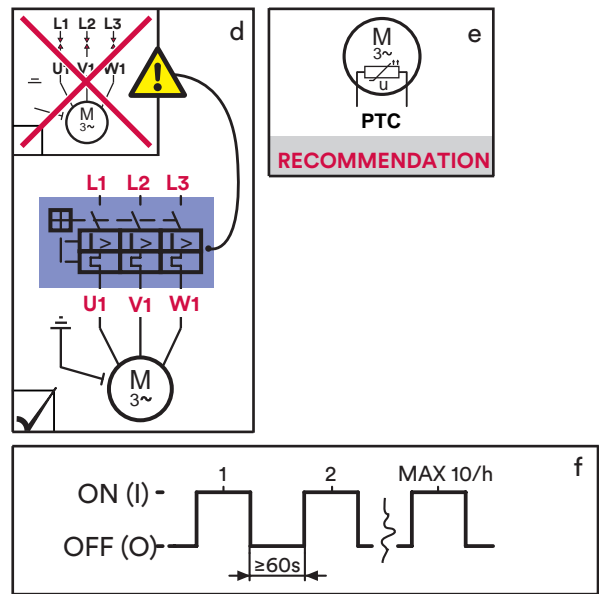 d
L1 L2 L3
U1 V1 W1
M
3~
L1 L2 L3
I> I> I>
U1 V1 W1
M
3~
e
M
3~
u
PTC
RECOMMENDATION
f
1 2 MAX 10/h
ON (I)
OFF (O)
≥60s